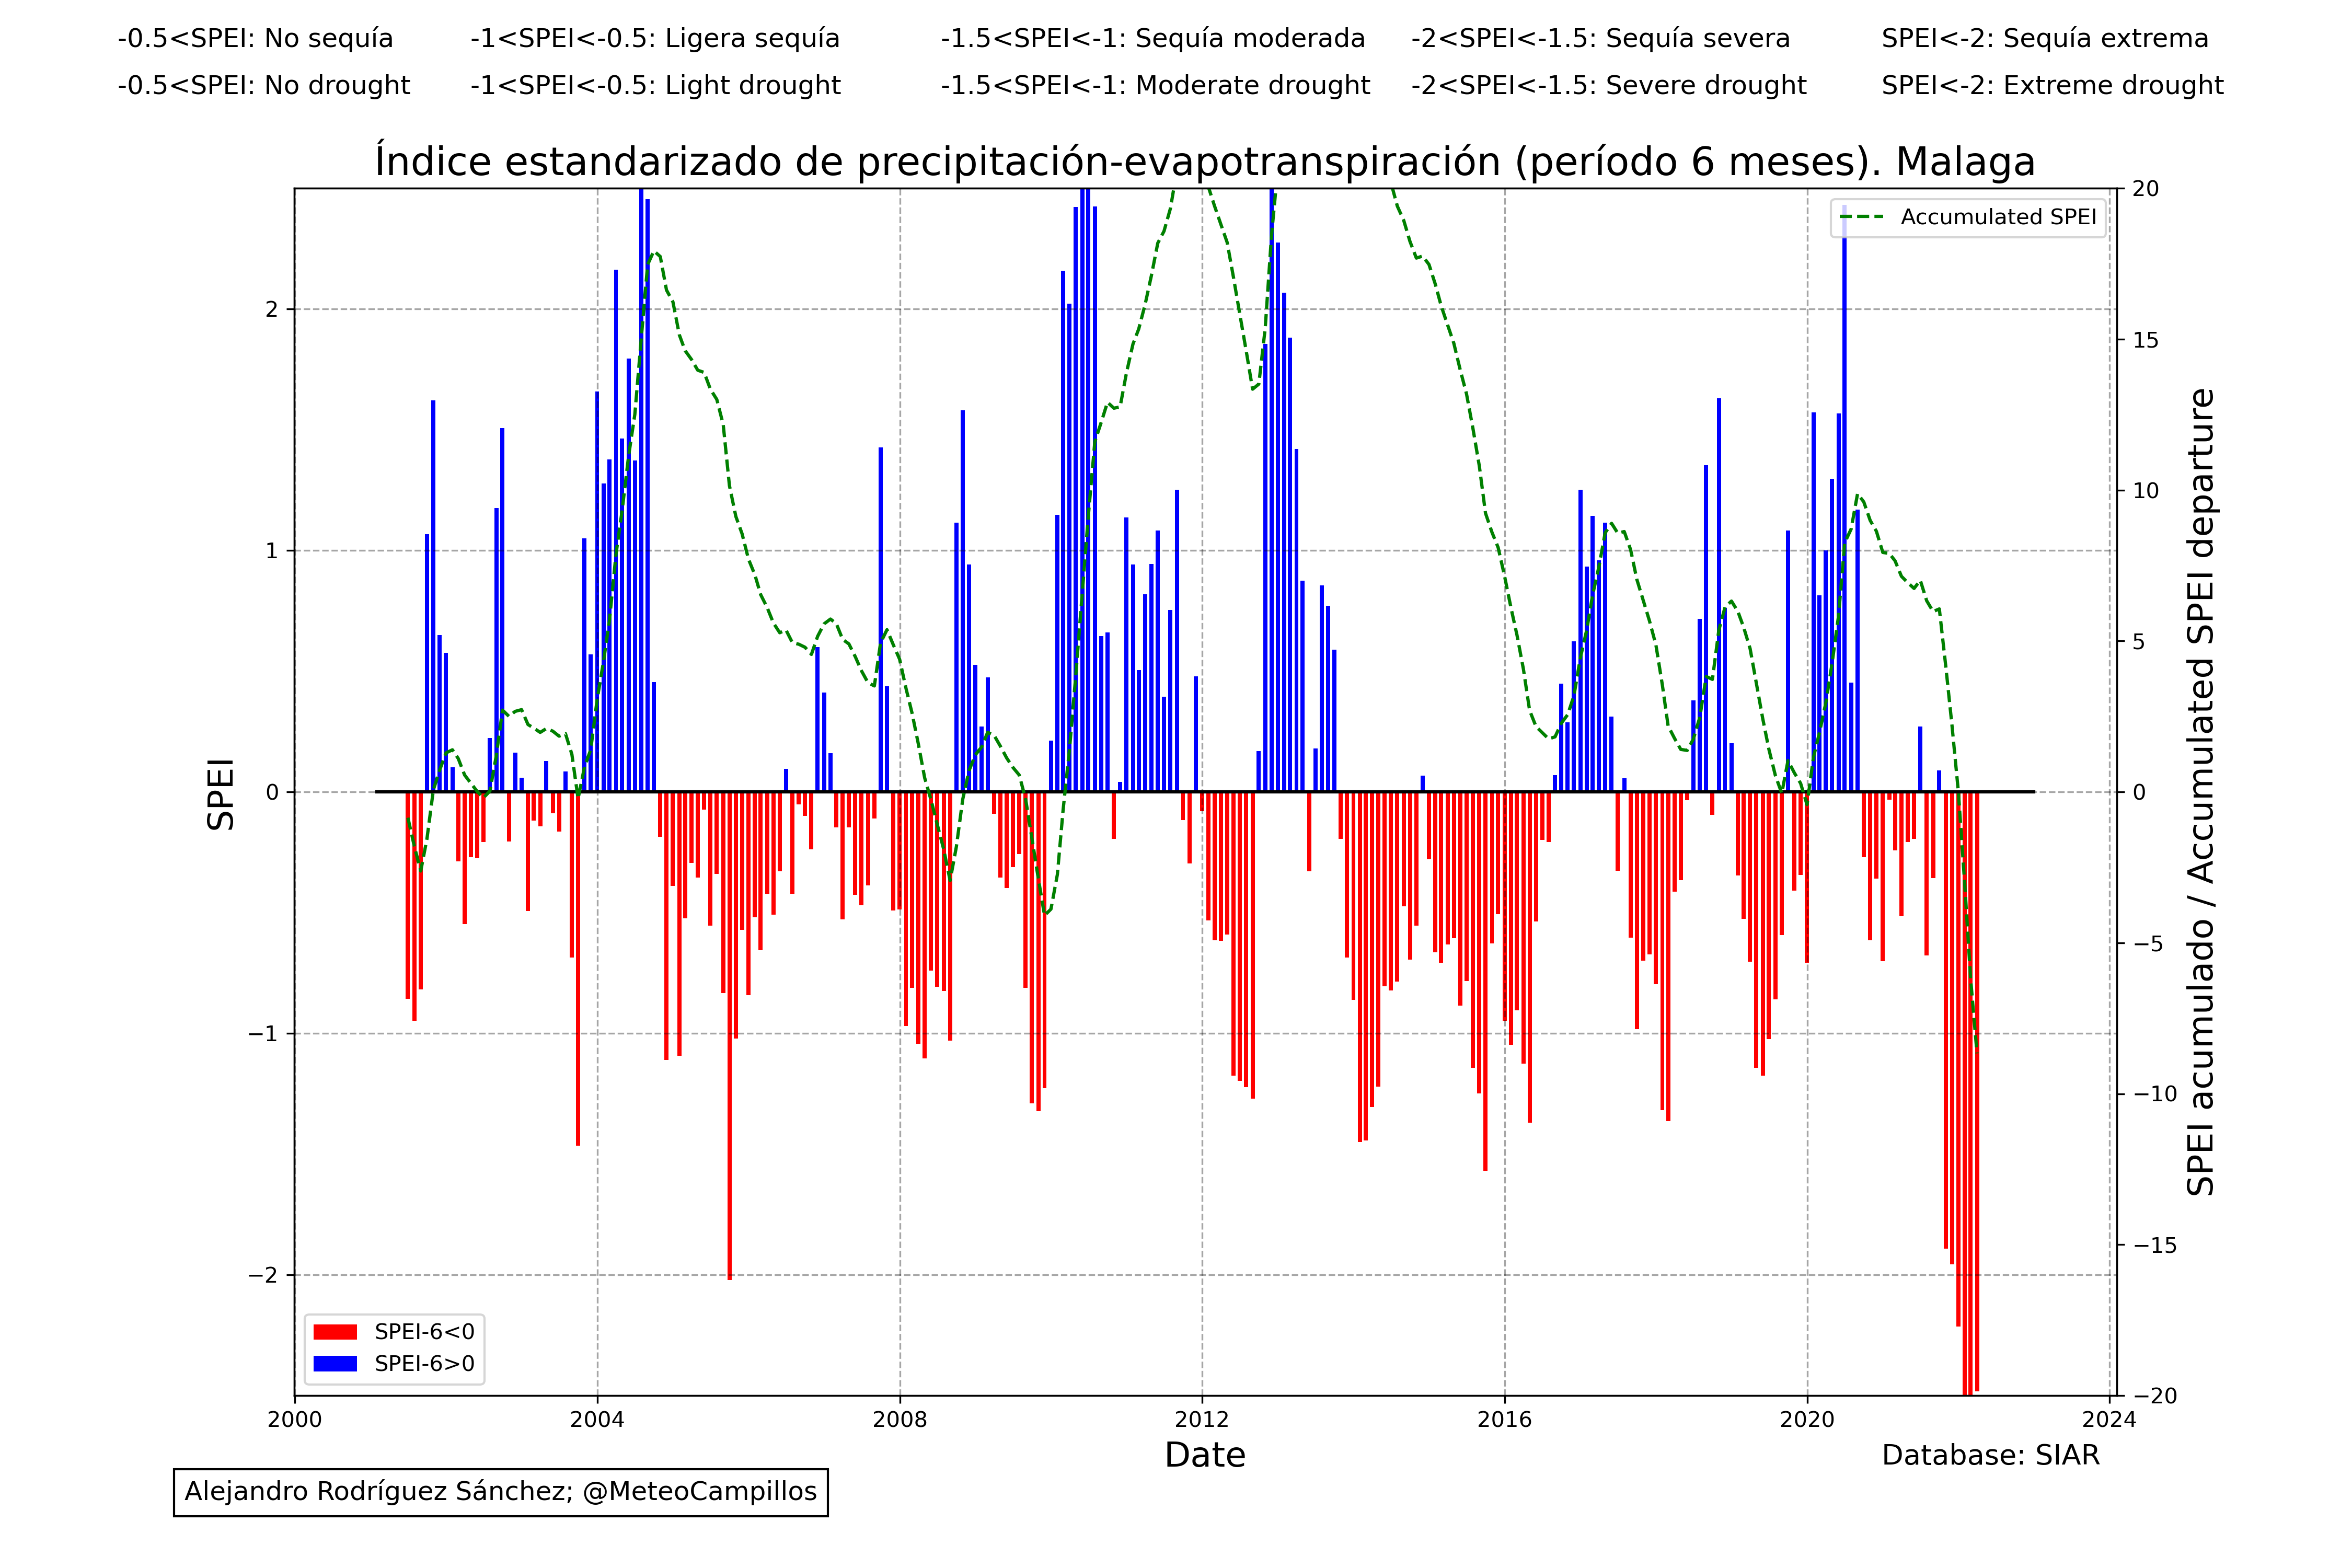 -0.5<SPEI: No sequía -1<SPEI<-0.5: Ligera sequía -1.5<SPEI<-1: Sequía moderada -2<SPEI<-1.5: Sequía severa SPEI<-2: Sequía extrema
-0.5<SPEI: No drought -1<SPEI<-0.5: Light drought -1.5<SPEI<-1: Moderate drought -2<SPEI<-1.5: Severe drought SPEI<-2: Extreme drought
Índice estandarizado de precipitación-evapotranspiración (período 6 meses). Malaga
Accumulated SPEI
SPEI
2
1
0
−1
−2
20
15
10
5
0
−5
−10
−15
−20
SPEI acumulado / Accumulated SPEI departure
SPEI-6<0
SPEI-6>0
2000 2004 2008 2012 2016 2020 2024
Date
Database: SIAR
Alejandro Rodríguez Sánchez; @MeteoCampillos